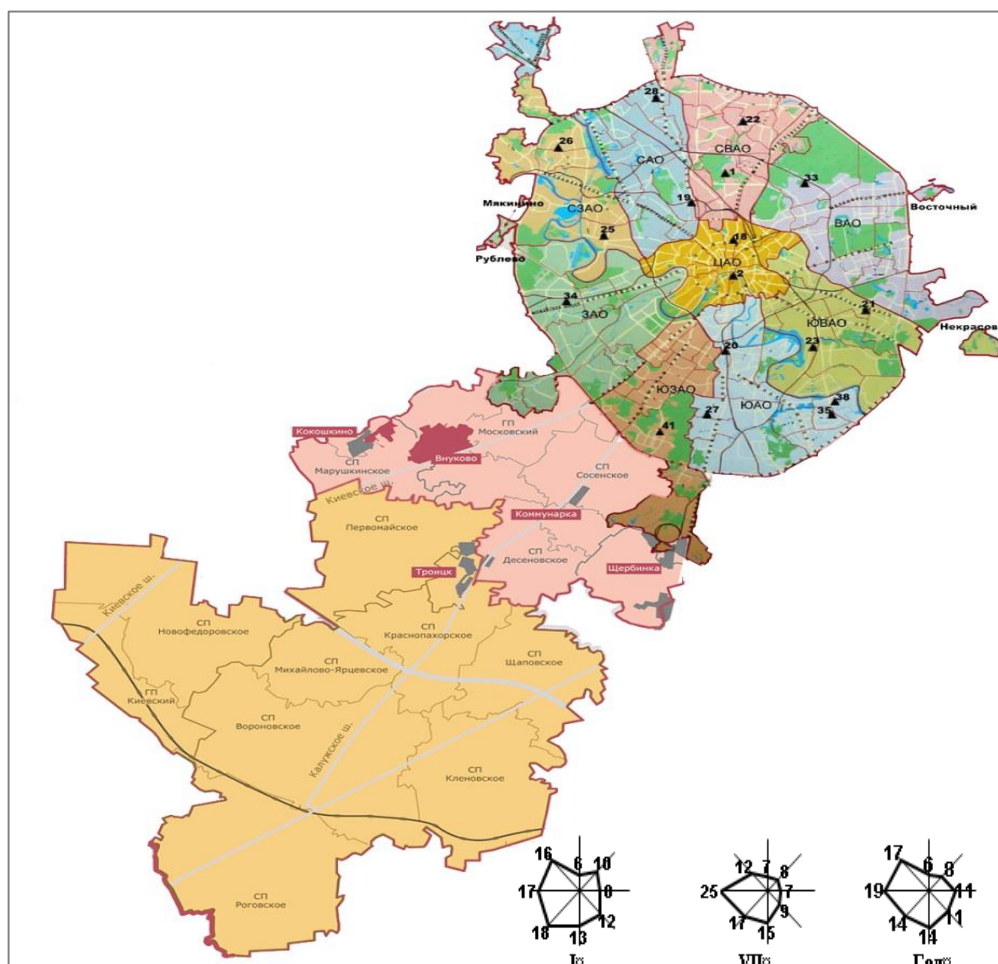 28
22
26
САО
СВАО
1
33
Мякинино
19
Восточный
СЗАО
ВАО
25
18
Рублево
ЦАО
2
34
21
ЗАО
ЮВАО
Некрасовка
23
20
ЮЗАО
38
27
ЮАО
35
41
ГП
Московский
Кокошкино
СП
Марушкинское
Внуково
СП
Сосенское
Киевское ш.
СП
Первомайское
Коммунарка
СП
Десеновское
Троицк
Щербинка
Киевское ш.
СП
Новофедоровское
СП
Краснопахорское
СП
Михайлово-Ярцевское
СП
Щаповское
ГП
Киевский
СП
Вороновское
Калужское ш.
СП
Кленовское
СП
Роговское
16 6 10
17 8
18 13 12
I
12 7 8
25 7
17 15 9
VII
17 6 8
19 11
14 14 11
Год